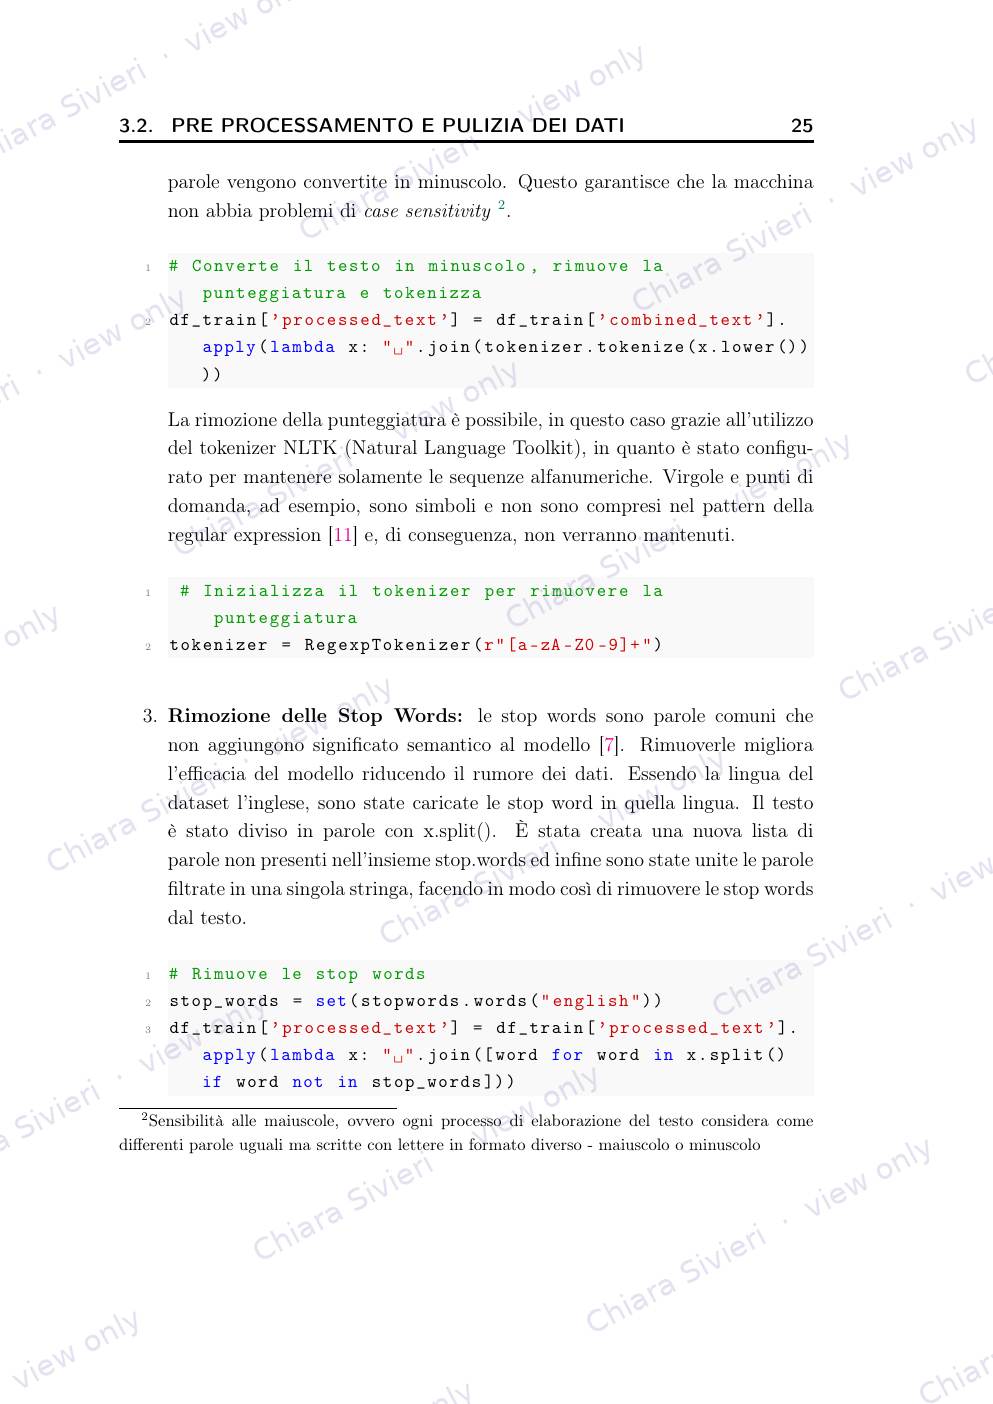 3.2. PRE PROCESSAMENTO E PULIZIA DEI DATI 25
parole vengono convertite in minuscolo. Questo garantisce che la macchina
non abbia problemi di case sensitivity 2.
1 # Converte il testo in minuscolo, rimuove la
punteggiatura e tokenizza
2 df_train['processed_text'] = df_train['combined_text'].
apply(lambda x: "␣".join(tokenizer.tokenize(x.lower())
))
La rimozione della punteggiatura è possibile, in questo caso grazie all'utilizzo
del tokenizer NLTK (Natural Language Toolkit), in quanto è stato configu-
rato per mantenere solamente le sequenze alfanumeriche. Virgole e punti di
domanda, ad esempio, sono simboli e non sono compresi nel pattern della
regular expression [11] e, di conseguenza, non verranno mantenuti.
1 # Inizializza il tokenizer per rimuovere la
punteggiatura
2 tokenizer = RegexpTokenizer(r"[a-zA-Z0-9]+")
3. Rimozione delle Stop Words: le stop words sono parole comuni che
non aggiungono significato semantico al modello [7]. Rimuoverle migliora
l'efficacia del modello riducendo il rumore dei dati. Essendo la lingua del
dataset l'inglese, sono state caricate le stop word in quella lingua. Il testo
è stato diviso in parole con x.split(). È stata creata una nuova lista di
parole non presenti nell'insieme stop.words ed infine sono state unite le parole
filtrate in una singola stringa, facendo in modo così di rimuovere le stop words
dal testo.
1 # Rimuove le stop words
2 stop_words = set(stopwords.words("english"))
3 df_train['processed_text'] = df_train['processed_text'].
apply(lambda x: "␣".join([word for word in x.split()
if word not in stop_words]))
2Sensibilità alle maiuscole, ovvero ogni processo di elaborazione del testo considera come
differenti parole uguali ma scritte con lettere in formato diverso - maiuscolo o minuscolo
Chiara Sivieri · view only